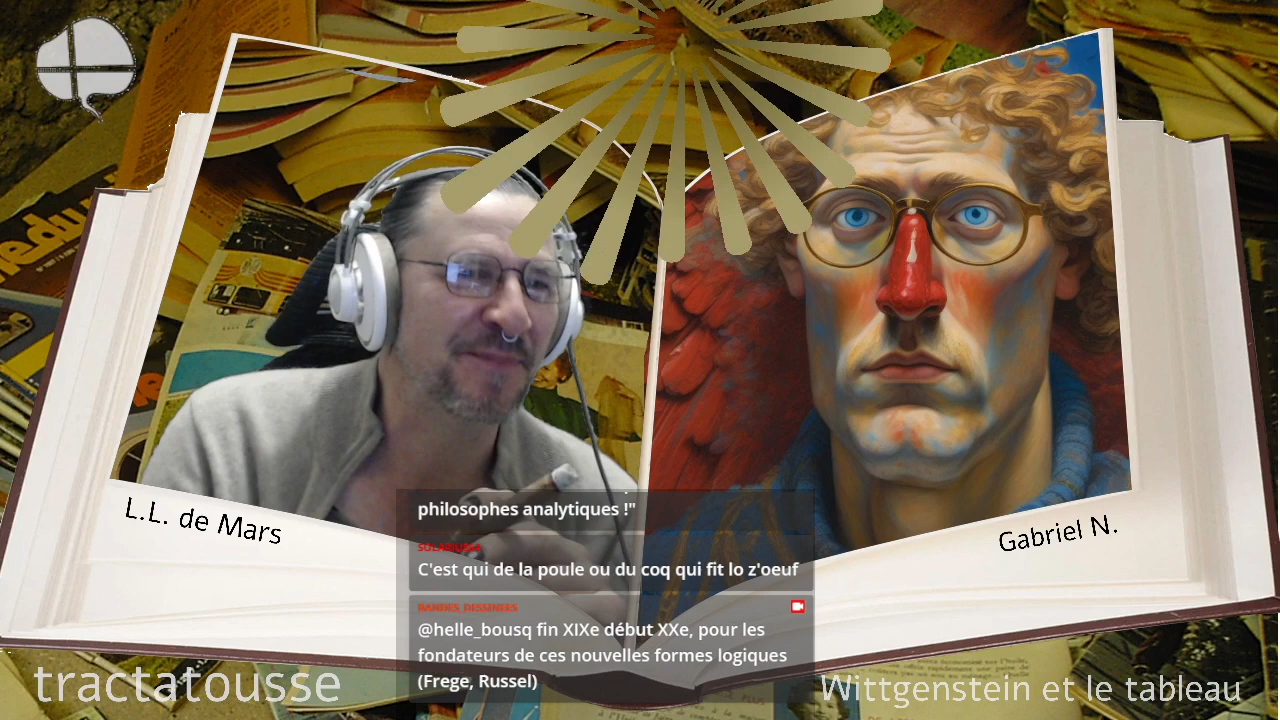 L.L. de Mars
Gabriel N.
philosophes analytiques !"
C'est qui de la poule ou du coq qui fit lo z'oeuf
BANDES_DESSINEES
@helle_bousq fin XIXe début XXe, pour les
fondateurs de ces nouvelles formes logiques
(Frege, Russel)
tractatousse
Wittgenstein et le tableau